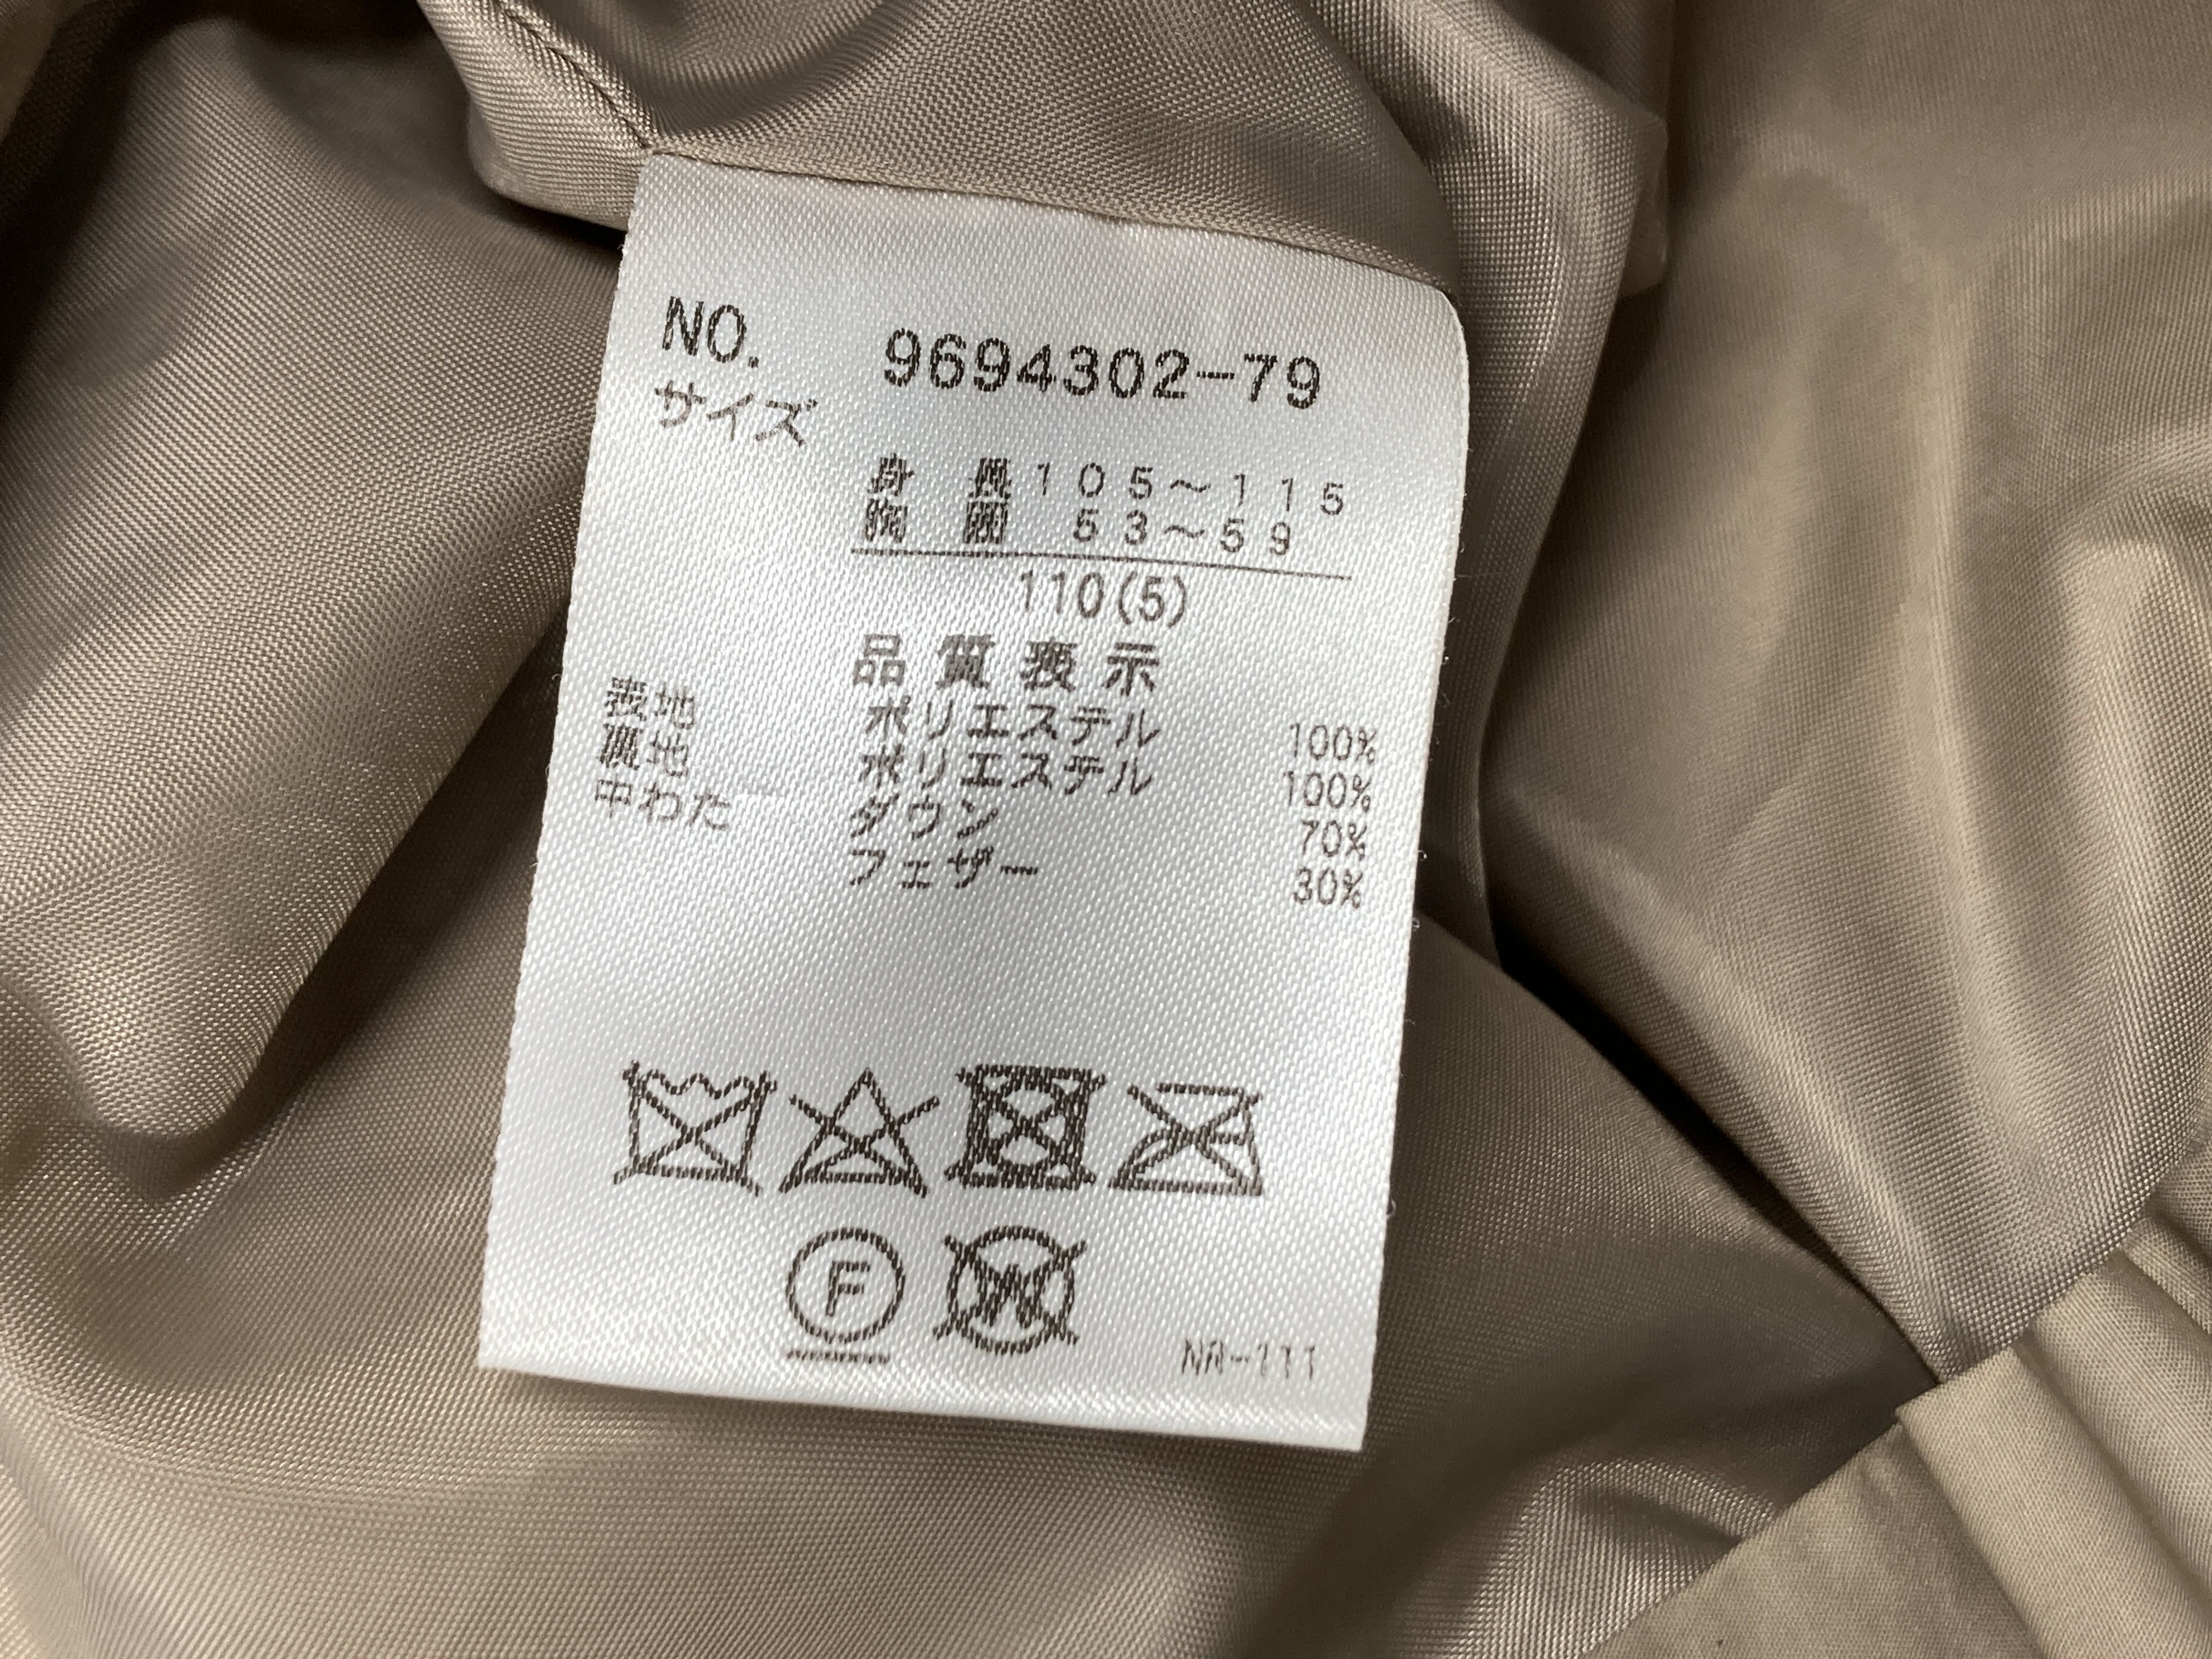 NO. 9694302-79
サイズ
身 長 105~115
胸 囲 53~59
110(5)
品質表示
表地 ポリエステル 100%
裏地 ポリエステル 100%
中わた ダウン 70%
フェザー 30%
F
W